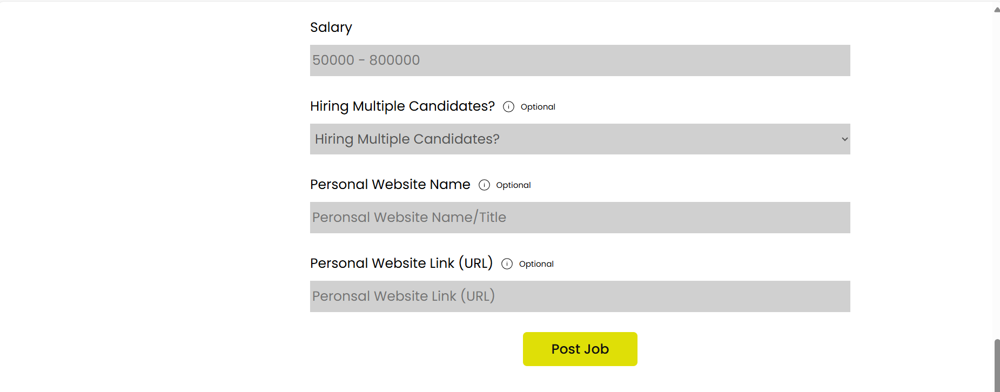 Salary
50000 - 800000
Hiring Multiple Candidates? Optional
Hiring Multiple Candidates?
Personal Website Name Optional
Peronsal Website Name/Title
Personal Website Link (URL) Optional
Peronsal Website Link (URL)
Post Job